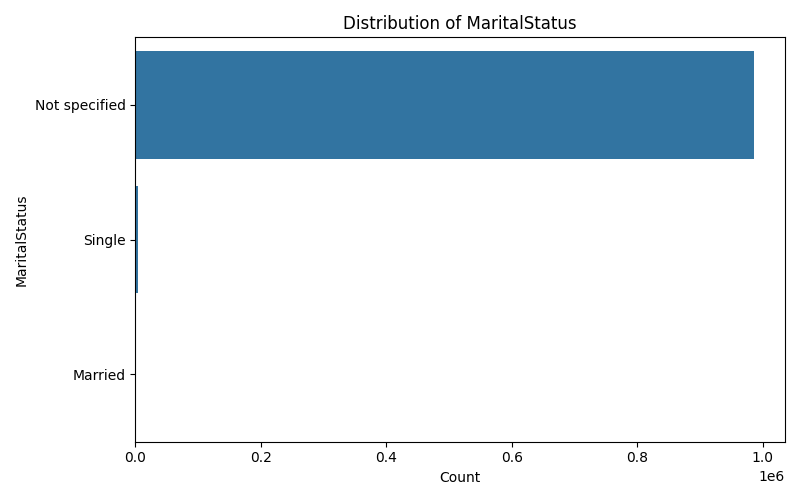 Distribution of MaritalStatus
MaritalStatus
Not specified
Single
Married
0.0 0.2 0.4 0.6 0.8 1.0
1e6
Count